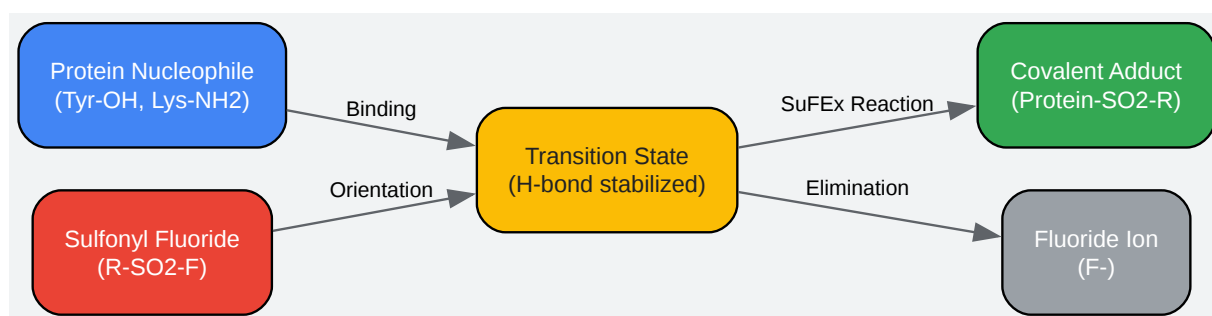 Protein Nucleophile
(Tyr-OH, Lys-NH2)
Binding
Sulfonyl Fluoride
(R-SO2-F)
Orientation
Transition State
(H-bond stabilized)
SuFEx Reaction
Covalent Adduct
(Protein-SO2-R)
Elimination
Fluoride Ion
(F-)